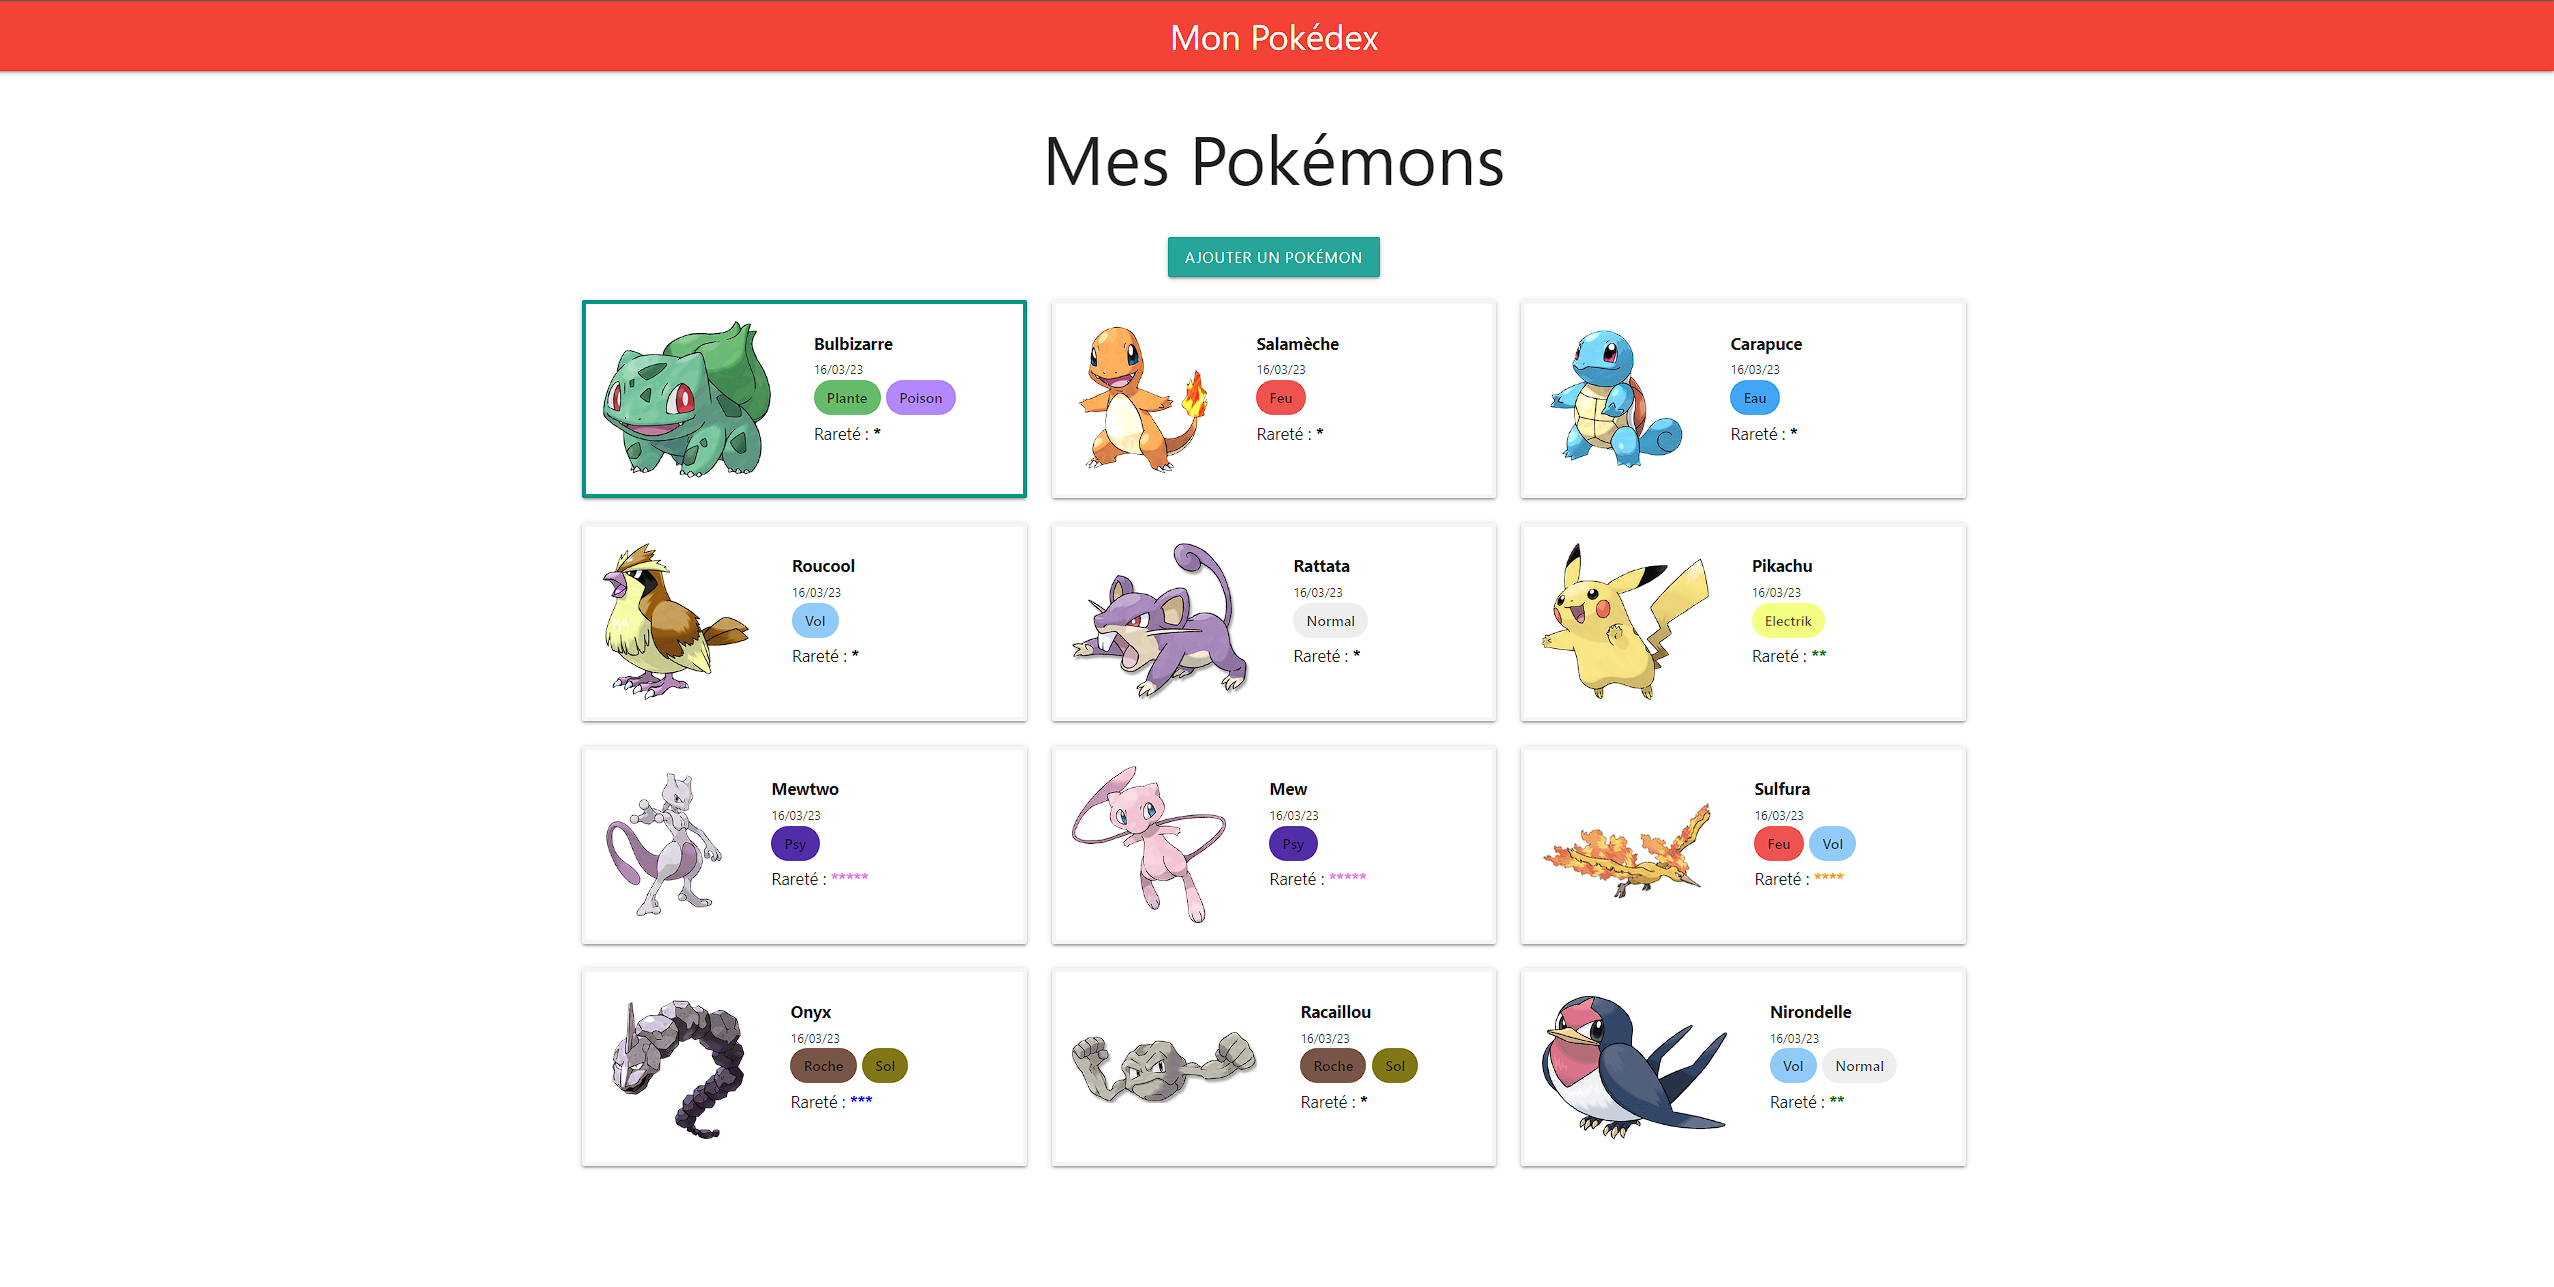 Mon Pokédex
Mes Pokémons
AJOUTER UN POKÉMON
Bulbizarre
16/03/23
Plante Poison
Rareté : *
Salamèche
16/03/23
Feu
Rareté : *
Carapuce
16/03/23
Eau
Rareté : *
Roucool
16/03/23
Vol
Rareté : *
Rattata
16/03/23
Normal
Rareté : *
Pikachu
16/03/23
Electrik
Rareté : **
Mewtwo
16/03/23
Psy
Rareté : *****
Mew
16/03/23
Psy
Rareté : *****
Sulfura
16/03/23
Feu Vol
Rareté : ****
Onyx
16/03/23
Roche Sol
Rareté : ***
Racaillou
16/03/23
Roche Sol
Rareté : *
Nirondelle
16/03/23
Vol Normal
Rareté : **